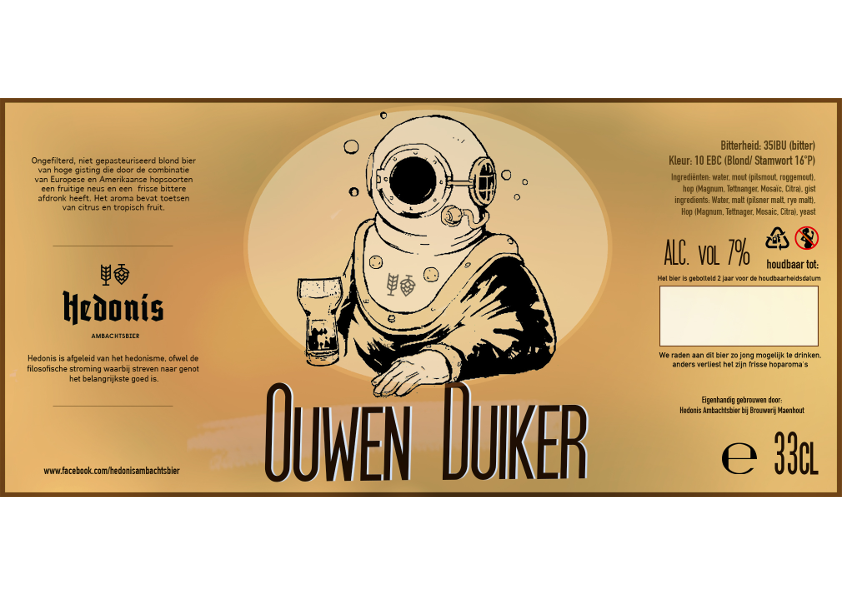 Ongefilterd, niet gepasteuriseerd blond bier
van hoge gisting die door de combinatie
van Europese en Amerikaanse hopsoorten
een fruitige neus en een frisse bittere
afdronk heeft. Het aroma bevat toetsen
van citrus en tropisch fruit.
Hedonis
AMBACHTSBIER
Hedonis is afgeleid van het hedonisme, ofwel de
filosofische stroming waarbij streven naar genot
het belangrijkste goed is.
www.facebook.com/hedonisambachtsbier
OUWEN DUIKER
Bitterheid: 35IBU (bitter)
Kleur: 10 EBC (Blond/ Stamwort 16°P)
Ingrediënten: water, mout (pilsmout, roggemout),
hop (Magnum, Tettnanger, Mosaic, Citra), gist
ingredients: Water, malt (pilsner malt, rye malt),
Hop (Magnum, Tettnager, Mosaic, Citra), yeast
ALC. VOL 7%
houdbaar tot:
Het bier is gebotteld 2 jaar voor de houdbaarheidsdatum
We raden aan dit bier zo jong mogelijk te drinken,
anders verliest het zijn frisse hoparoma's
Eigenhandig gebrouwen door:
Hedonis Ambachtsbier bij Brouwerij Maenhout
℮ 33CL